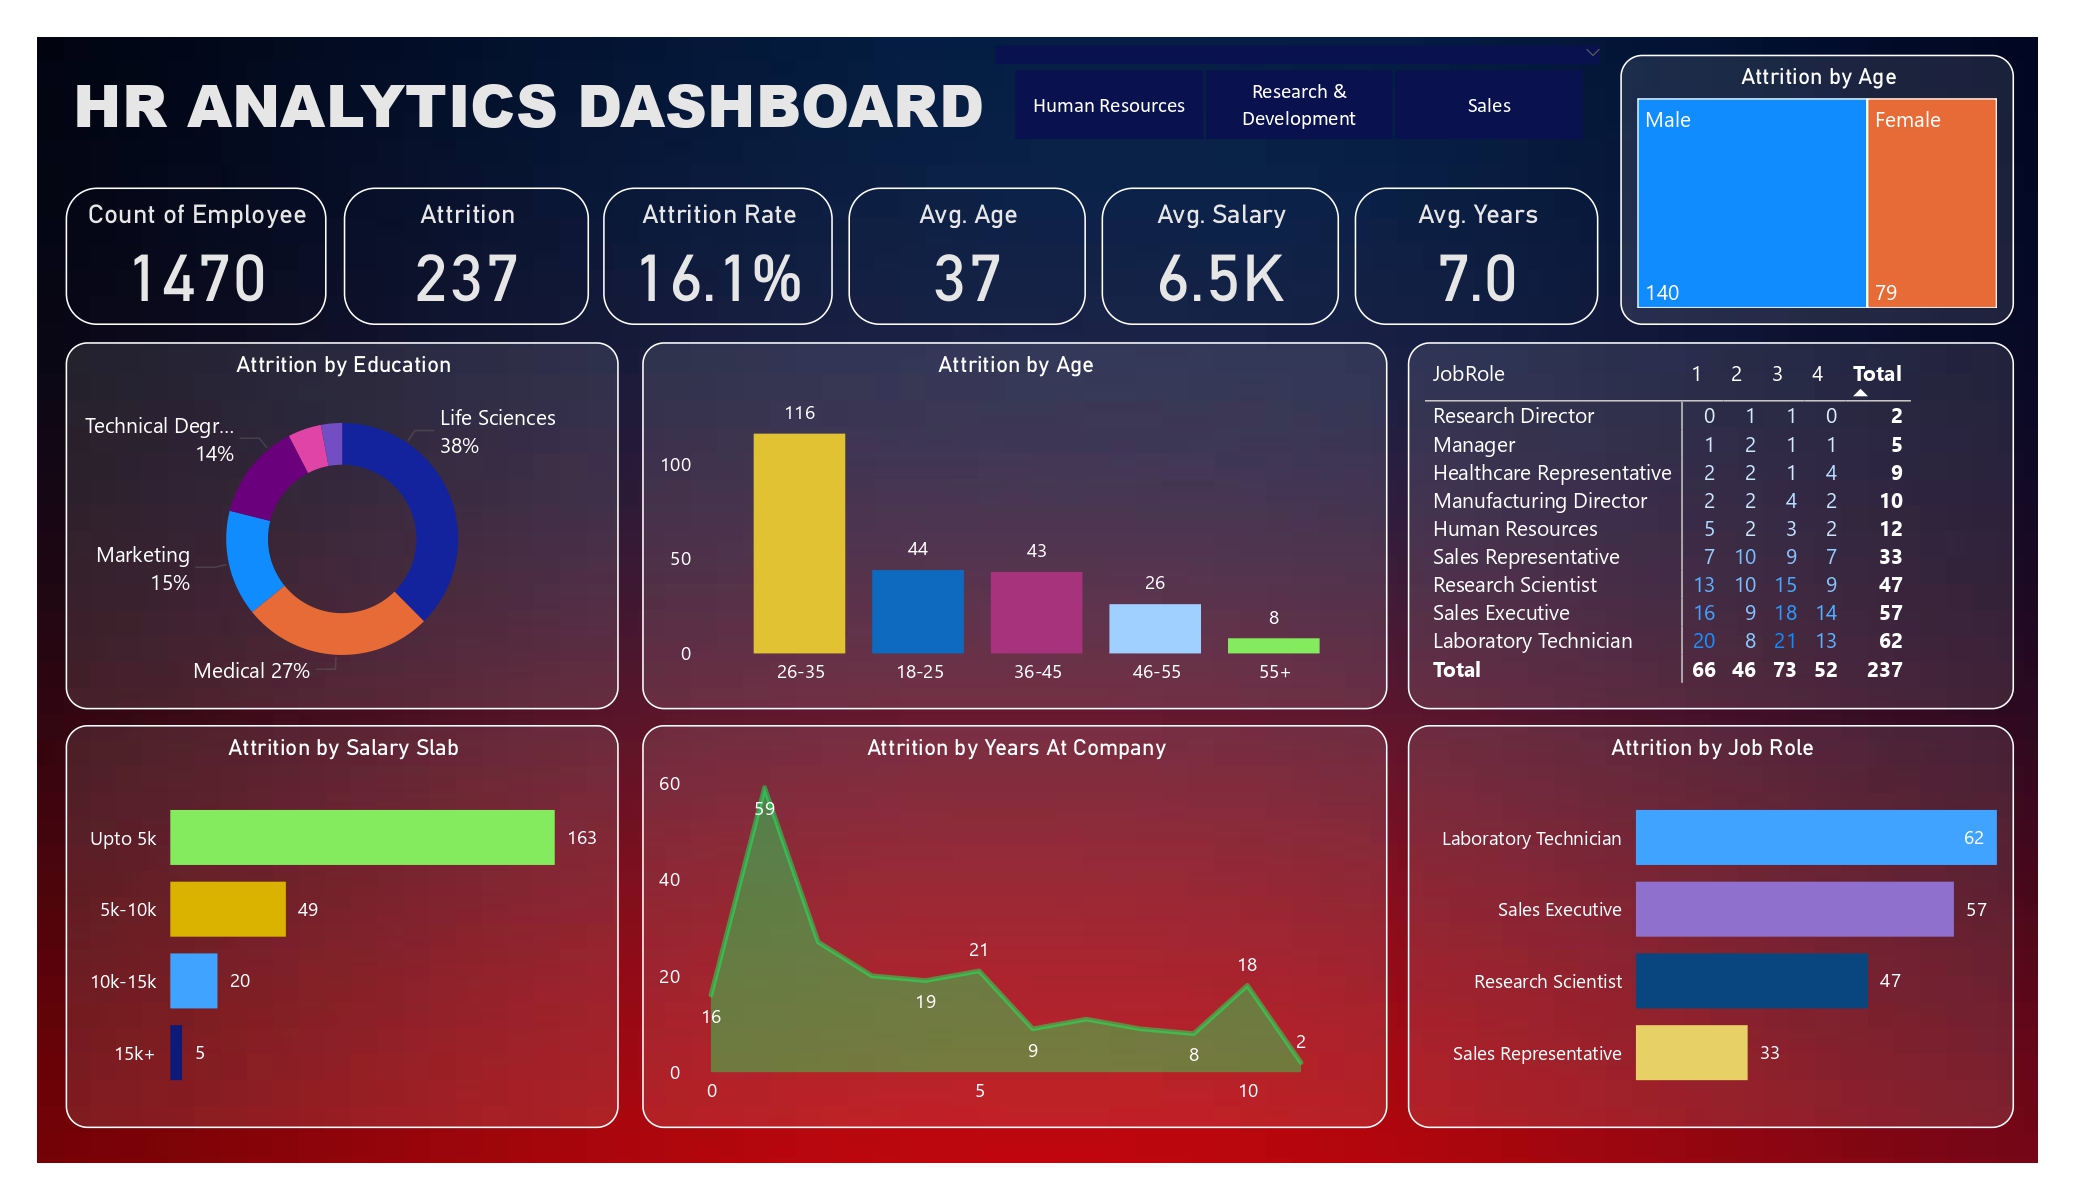 HR ANALYTICS DASHBOARD
Human Resources
Research &
Development
Sales
Attrition by Age
Male
Female
140
79
Count of Employee
1470
Attrition
237
Attrition Rate
16.1%
Avg. Age
37
Avg. Salary
6.5K
Avg. Years
7.0
Attrition by Education
Technical Degr...
14%
Life Sciences
38%
Marketing
15%
Medical 27%
Attrition by Age
116
100
50
0
44
43
26
8
26-35 18-25 36-45 46-55 55+
JobRole 1 2 3 4 Total
Research Director 0 1 1 0 2
Manager 1 2 1 1 5
Healthcare Representative 2 2 1 4 9
Manufacturing Director 2 2 4 2 10
Human Resources 5 2 3 2 12
Sales Representative 7 10 9 7 33
Research Scientist 13 10 15 9 47
Sales Executive 16 9 18 14 57
Laboratory Technician 20 8 21 13 62
Total 66 46 73 52 237
Attrition by Salary Slab
Upto 5k 163
5k-10k 49
10k-15k 20
15k+ 5
Attrition by Years At Company
60
40
20
0
16
59
19
21
9
8
18
2
0 5 10
Attrition by Job Role
Laboratory Technician 62
Sales Executive 57
Research Scientist 47
Sales Representative 33